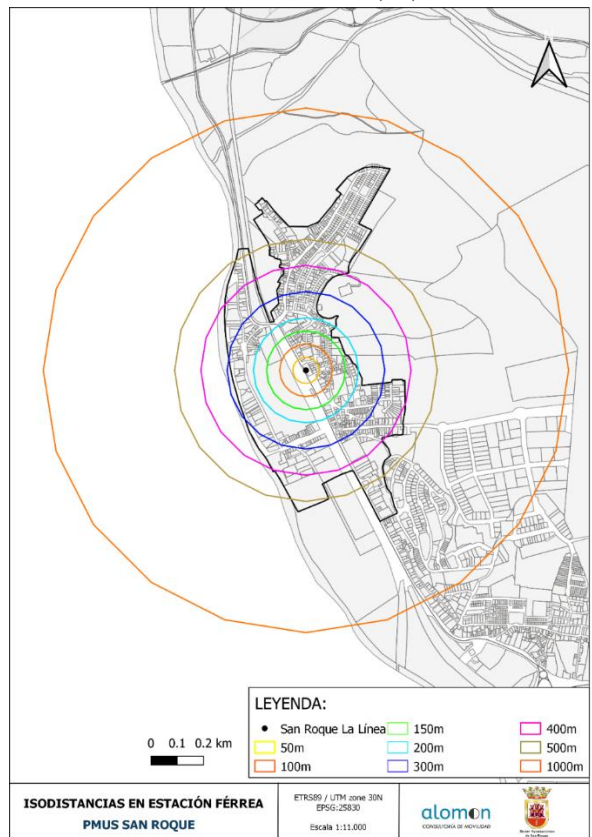 LEYENDA:
San Roque La Línea
50m
100m
150m
200m
300m
400m
500m
1000m
0 0.1 0.2 km
ISODISTANCIAS EN ESTACIÓN FÉRREA
PMUS SAN ROQUE
ETRS89 / UTM zone 30N
EPSG:25830
Escala 1:11.000
alomon
CONSULTORÍA DE MOVILIDAD